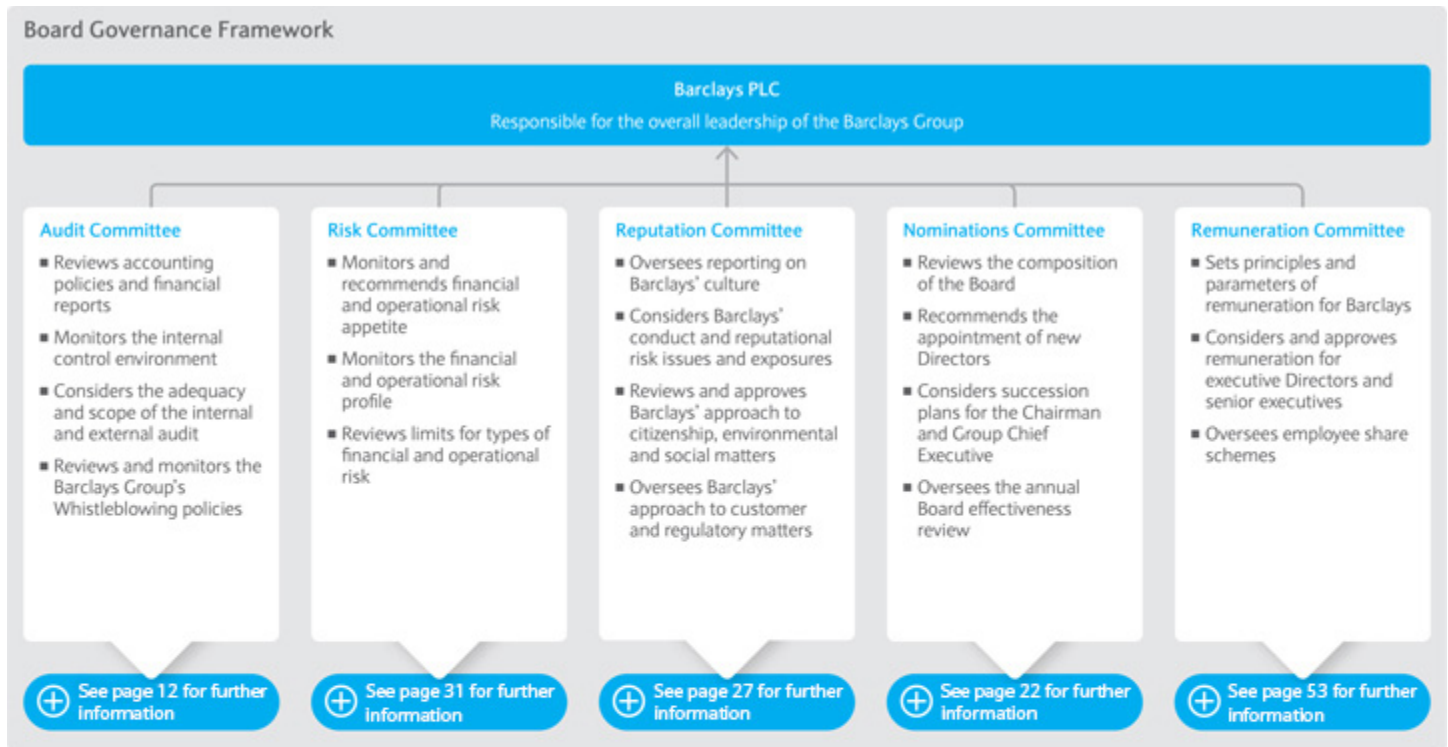 Board Governance Framework
Barclays PLC
Responsible for the overall leadership of the Barclays Group
Audit Committee
■ Reviews accounting
policies and financial
reports
■ Monitors the internal
control environment
■ Considers the adequacy
and scope of the internal
and external audit
■ Reviews and monitors the
Barclays Group's
Whistleblowing policies
See page 12 for further
information
Risk Committee
■ Monitors and
recommends financial
and operational risk
appetite
■ Monitors the financial
and operational risk
profile
■ Reviews limits for types of
financial and operational
risk
See page 31 for further
information
Reputation Committee
■ Oversees reporting on
Barclays' culture
■ Considers Barclays'
conduct and reputational
risk issues and exposures
■ Reviews and approves
Barclays' approach to
citizenship, environmental
and social matters
■ Oversees Barclays'
approach to customer
and regulatory matters
See page 27 for further
information
Nominations Committee
■ Reviews the composition
of the Board
■ Recommends the
appointment of new
Directors
■ Considers succession
plans for the Chairman
and Group Chief
Executive
■ Oversees the annual
Board effectiveness
review
See page 22 for further
information
Remuneration Committee
■ Sets principles and
parameters of
remuneration for Barclays
■ Considers and approves
remuneration for
executive Directors and
senior executives
■ Oversees employee share
schemes
See page 53 for further
information